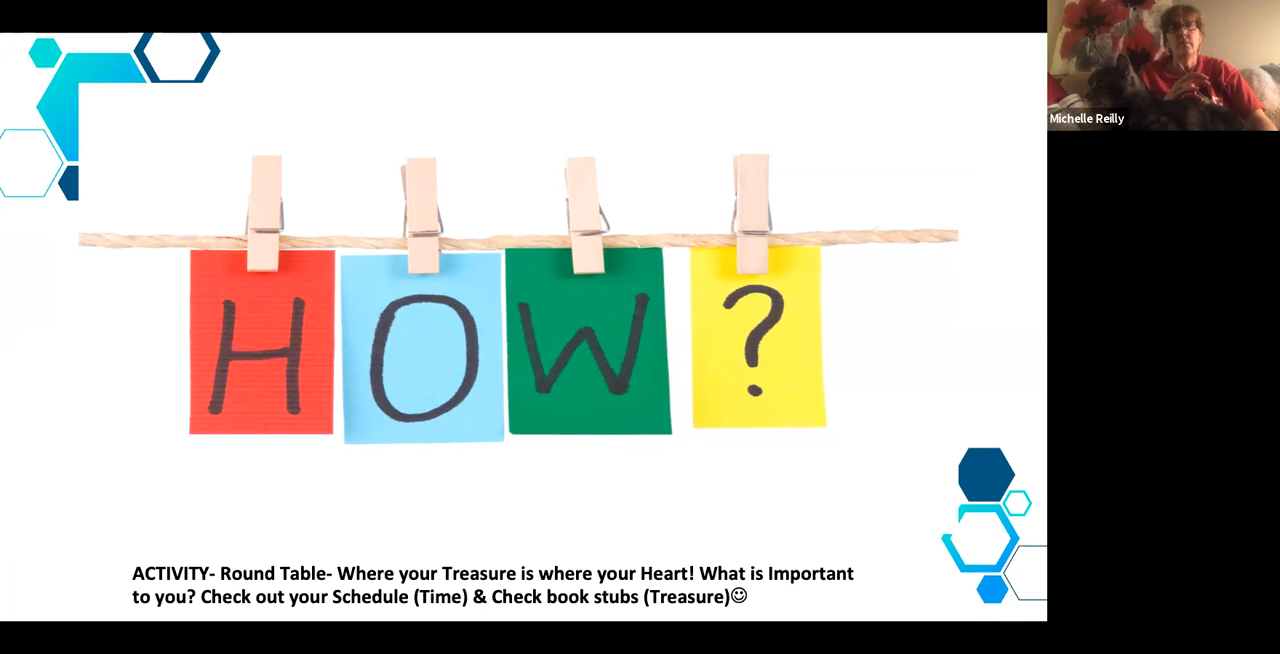 Michelle Reilly
HOW?
ACTIVITY- Round Table- Where your Treasure is where your Heart! What is Important
to you? Check out your Schedule (Time) & Check book stubs (Treasure)☺